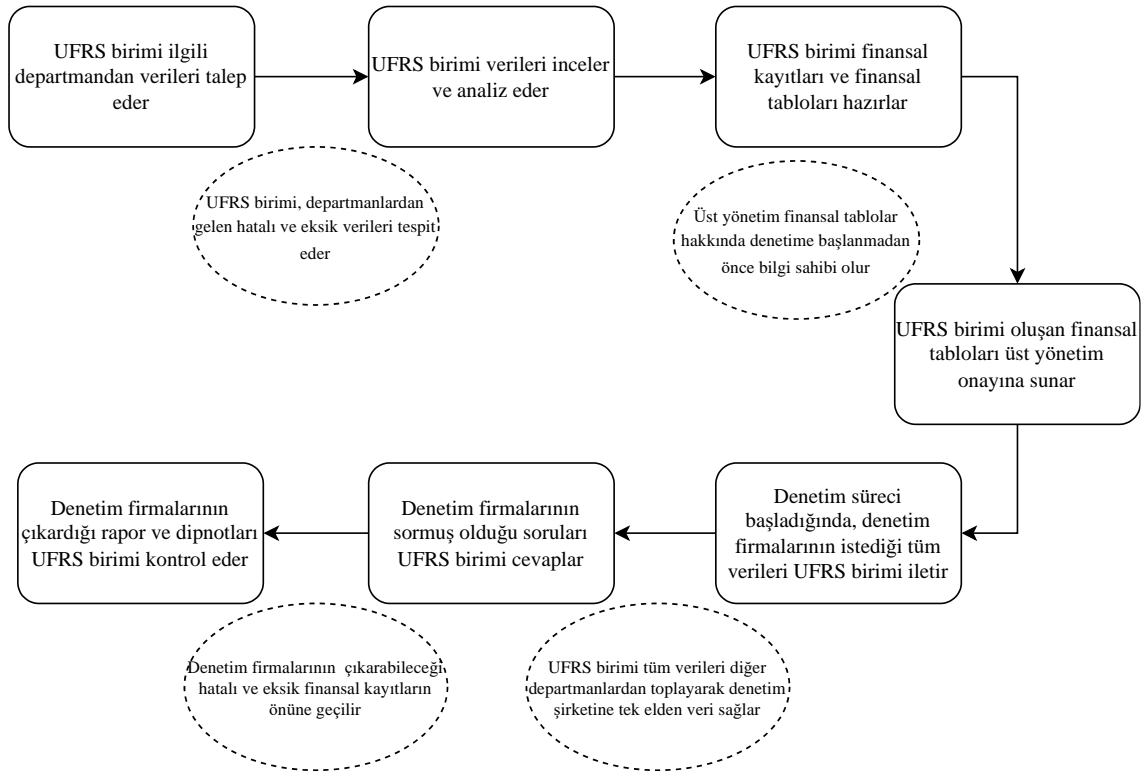 UFRS birimi ilgili
departmandan verileri talep
eder
UFRS birimi verileri inceler
ve analiz eder
UFRS birimi finansal
kayıtları ve finansal
tabloları hazırlar
UFRS birimi, departmanlardan
gelen hatalı ve eksik verileri tespit
eder
Üst yönetim finansal tablolar
hakkında denetime başlanmadan
önce bilgi sahibi olur
UFRS birimi oluşan finansal
tabloları üst yönetim
onayına sunar
Denetim süreci
başladığında, denetim
firmalarının istediği tüm
verileri UFRS birimi iletir
Denetim firmalarının
sormuş olduğu soruları
UFRS birimi cevaplar
Denetim firmalarının
çıkardığı rapor ve dipnotları
UFRS birimi kontrol eder
UFRS birimi tüm verileri diğer
departmanlardan toplayarak denetim
şirketine tek elden veri sağlar
Denetim firmalarının çıkarabileceği
hatalı ve eksik finansal kayıtların
önüne geçilir